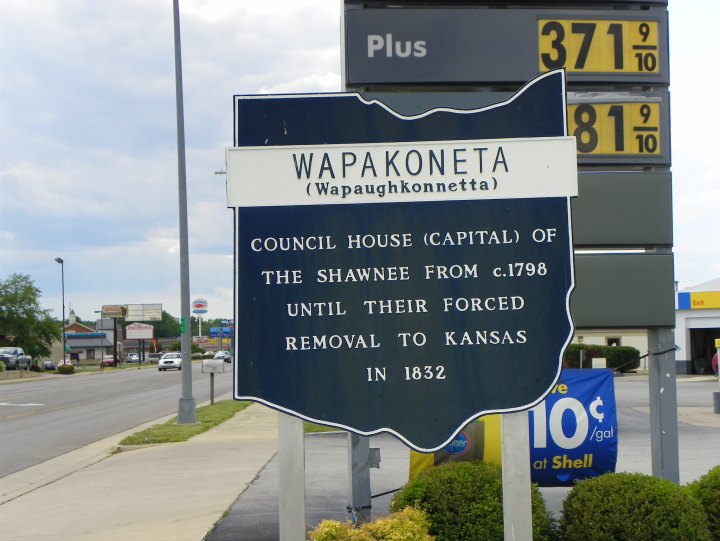 Plus 371 9/10
81 9/10
WAPAKONETA
(Wapaughkonnetta)
COUNCIL HOUSE (CAPITAL) OF
THE SHAWNEE FROM c.1798
UNTIL THEIR FORCED
REMOVAL TO KANSAS
IN 1832
Exit
10¢
/gal
at Shell